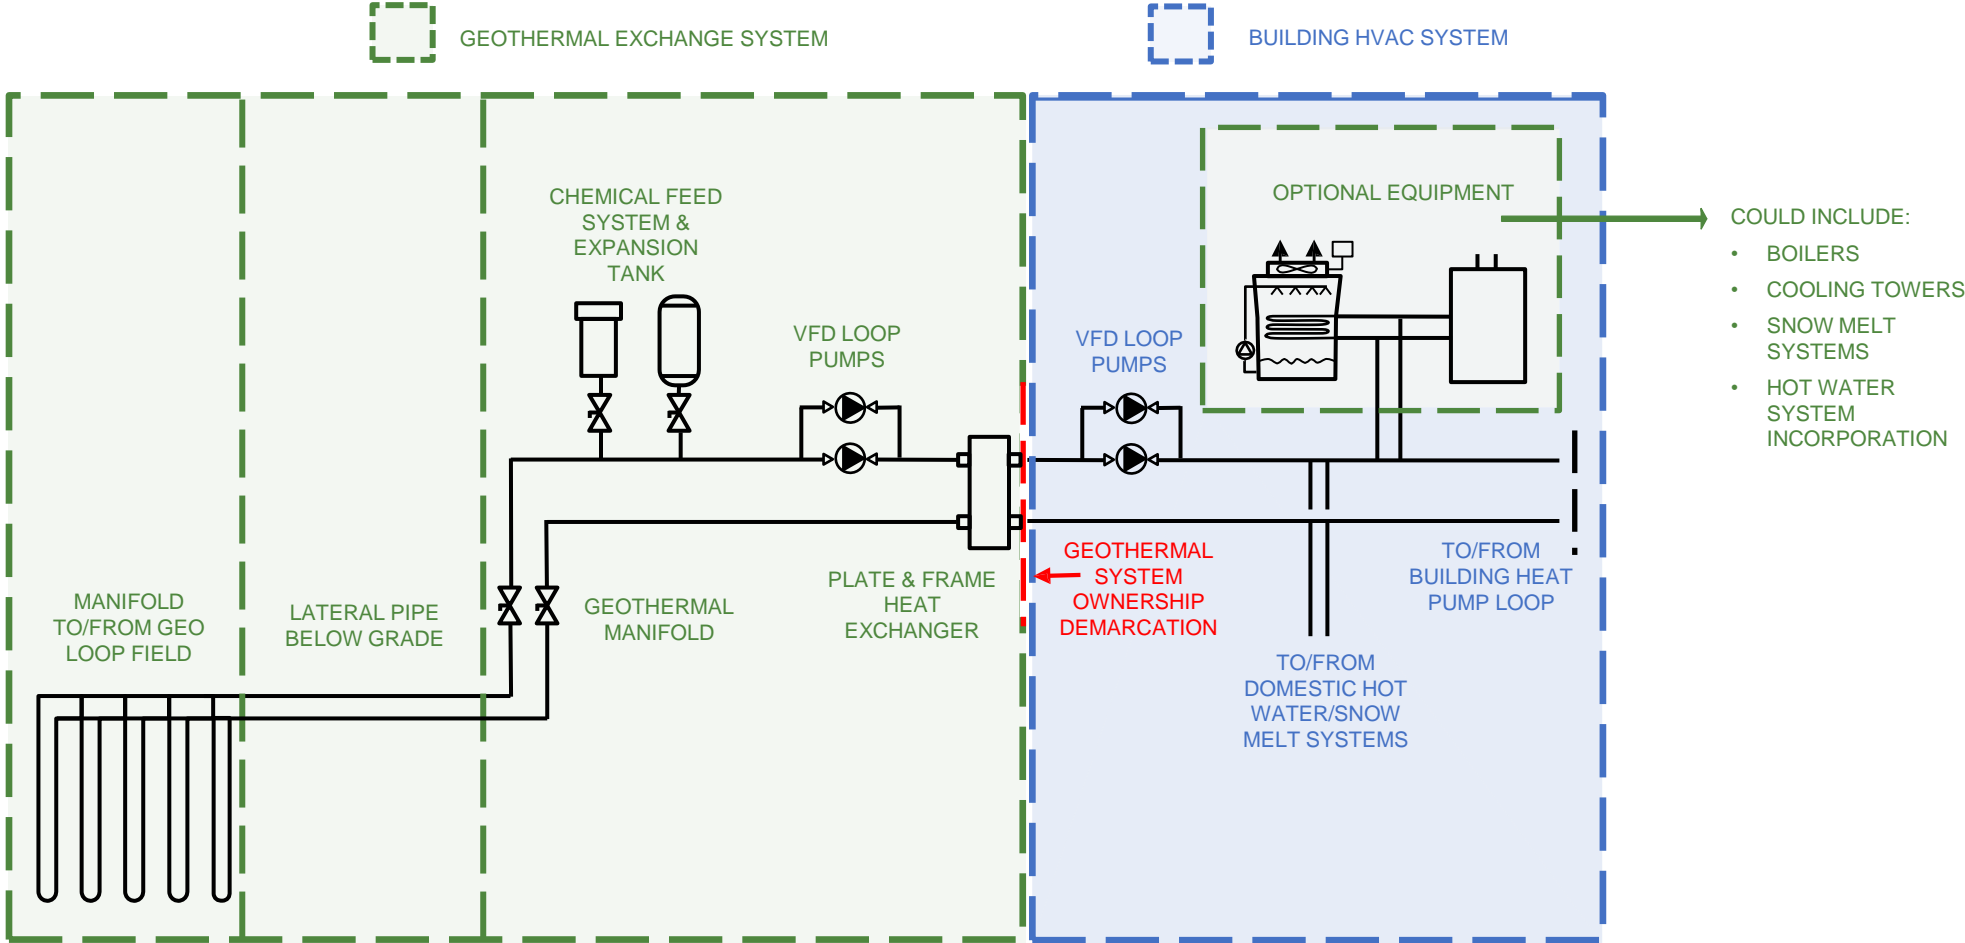 GEOTHERMAL EXCHANGE SYSTEM
BUILDING HVAC SYSTEM
CHEMICAL FEED
SYSTEM &
EXPANSION
TANK
VFD LOOP
PUMPS
VFD LOOP
PUMPS
OPTIONAL EQUIPMENT
COULD INCLUDE:
• BOILERS
• COOLING TOWERS
• SNOW MELT
SYSTEMS
• HOT WATER
SYSTEM
INCORPORATION
MANIFOLD
TO/FROM GEO
LOOP FIELD
LATERAL PIPE
BELOW GRADE
GEOTHERMAL
MANIFOLD
PLATE & FRAME
HEAT
EXCHANGER
GEOTHERMAL
SYSTEM
OWNERSHIP
DEMARCATION
TO/FROM
BUILDING HEAT
PUMP LOOP
TO/FROM
DOMESTIC HOT
WATER/SNOW
MELT SYSTEMS